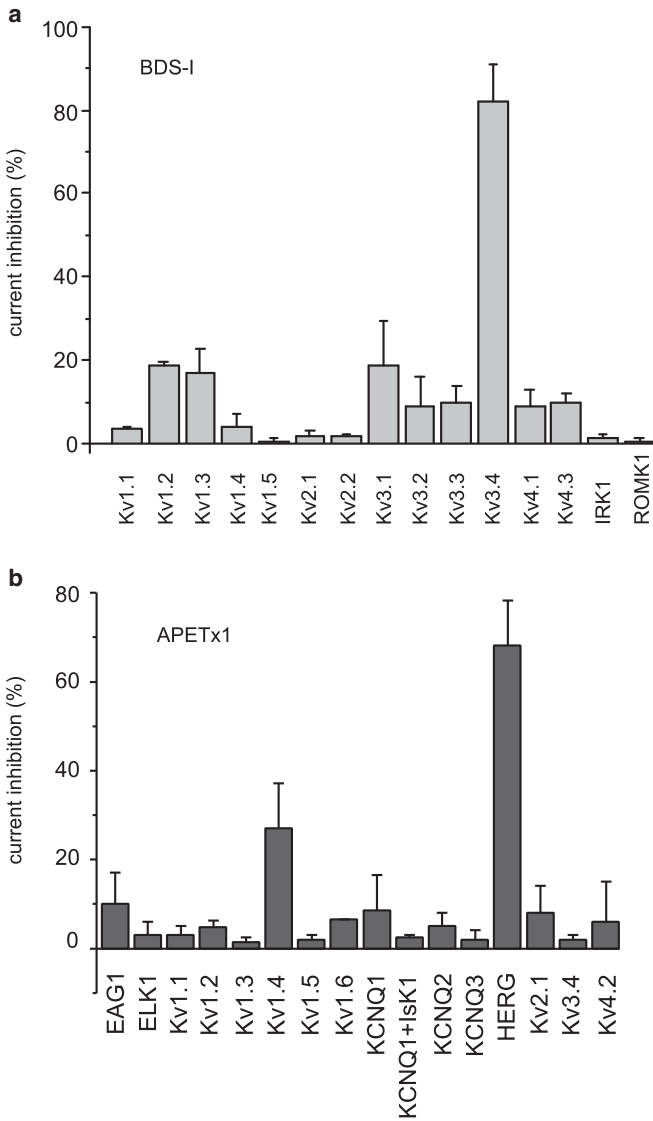 a
100
BDS-I
80
60
40
20
0
current inhibition (%)
Kv1.1
Kv1.2
Kv1.3
Kv1.4
Kv1.5
Kv2.1
Kv2.2
Kv3.1
Kv3.2
Kv3.3
Kv3.4
Kv4.1
Kv4.3
IRK1
ROMK1
b
80
APETx1
60
40
20
0
current inhibition (%)
EAG1
ELK1
Kv1.1
Kv1.2
Kv1.3
Kv1.4
Kv1.5
Kv1.6
KCNQ1
KCNQ1+IsK1
KCNQ2
KCNQ3
HERG
Kv2.1
Kv3.4
Kv4.2